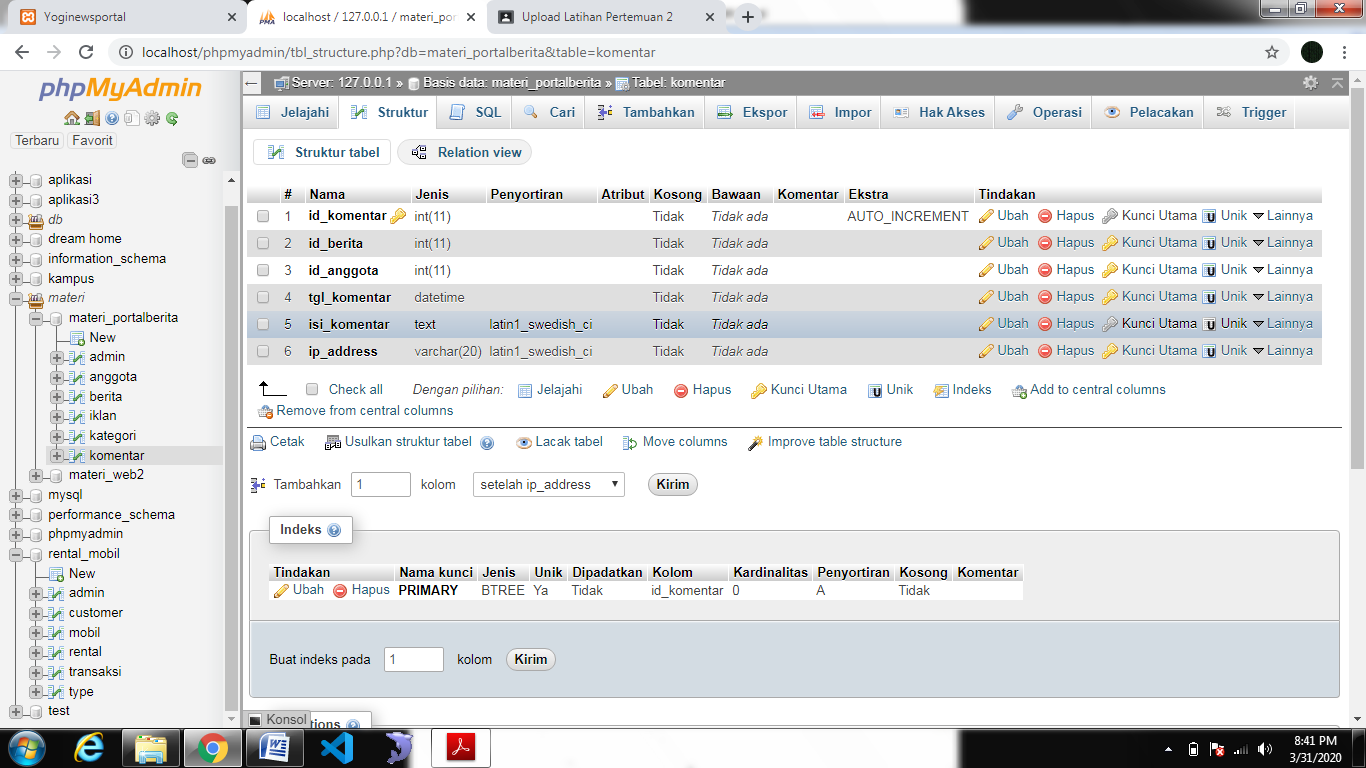 Yoginewsportal
localhost / 127.0.0.1 / materi_por
Upload Latihan Pertemuan 2
localhost/phpmyadmin/tbl_structure.php?db=materi_portalberita&table=komentar
phpMyAdmin
Terbaru Favorit
aplikasi
aplikasi3
db
dream home
information_schema
kampus
materi
materi_portalberita
New
admin
anggota
berita
iklan
kategori
komentar
materi_web2
mysql
performance_schema
phpmyadmin
rental_mobil
New
admin
customer
mobil
rental
transaksi
type
test
Server: 127.0.0.1 » Basis data: materi_portalberita » Tabel: komentar
Jelajahi Struktur SQL Cari Tambahkan Ekspor Impor Hak Akses Operasi Pelacakan Trigger
Struktur tabel Relation view
# Nama Jenis Penyortiran Atribut Kosong Bawaan Komentar Ekstra Tindakan
1 id_komentar int(11) Tidak Tidak ada AUTO_INCREMENT Ubah Hapus Kunci Utama Unik Lainnya
2 id_berita int(11) Tidak Tidak ada Ubah Hapus Kunci Utama Unik Lainnya
3 id_anggota int(11) Tidak Tidak ada Ubah Hapus Kunci Utama Unik Lainnya
4 tgl_komentar datetime Tidak Tidak ada Ubah Hapus Kunci Utama Unik Lainnya
5 isi_komentar text latin1_swedish_ci Tidak Tidak ada Ubah Hapus Kunci Utama Unik Lainnya
6 ip_address varchar(20) latin1_swedish_ci Tidak Tidak ada Ubah Hapus Kunci Utama Unik Lainnya
Check all Dengan pilihan: Jelajahi Ubah Hapus Kunci Utama Unik Indeks Add to central columns
Remove from central columns
Cetak Usulkan struktur tabel Lacak tabel Move columns Improve table structure
Tambahkan 1 kolom setelah ip_address Kirim
Indeks
Tindakan Nama kunci Jenis Unik Dipadatkan Kolom Kardinalitas Penyortiran Kosong Komentar
Ubah Hapus PRIMARY BTREE Ya Tidak id_komentar 0 A Tidak
Buat indeks pada 1 kolom Kirim
Konsol tions
8:41 PM
3/31/2020